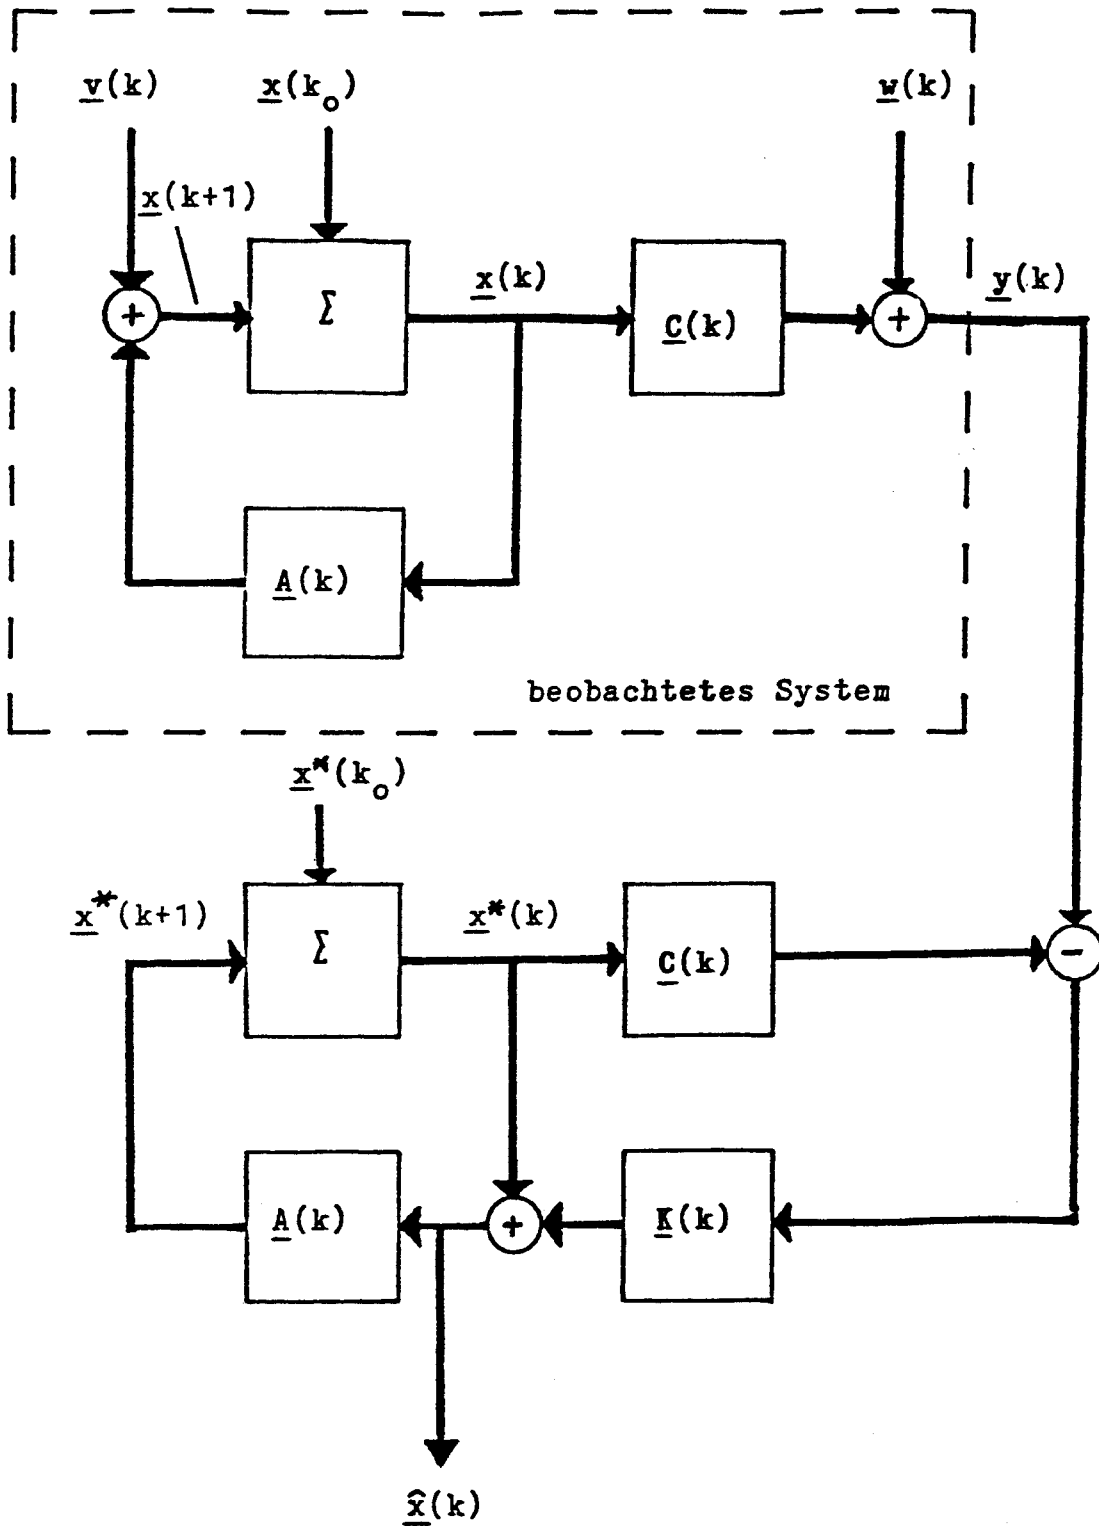 v(k)
x(k₀)
w(k)
x(k+1)
+
Σ
x(k)
C(k)
+
y(k)
A(k)
beobachtetes System
x*(k₀)
x*(k+1)
Σ
x*(k)
C(k)
-
A(k)
+
K(k)
x̂(k)